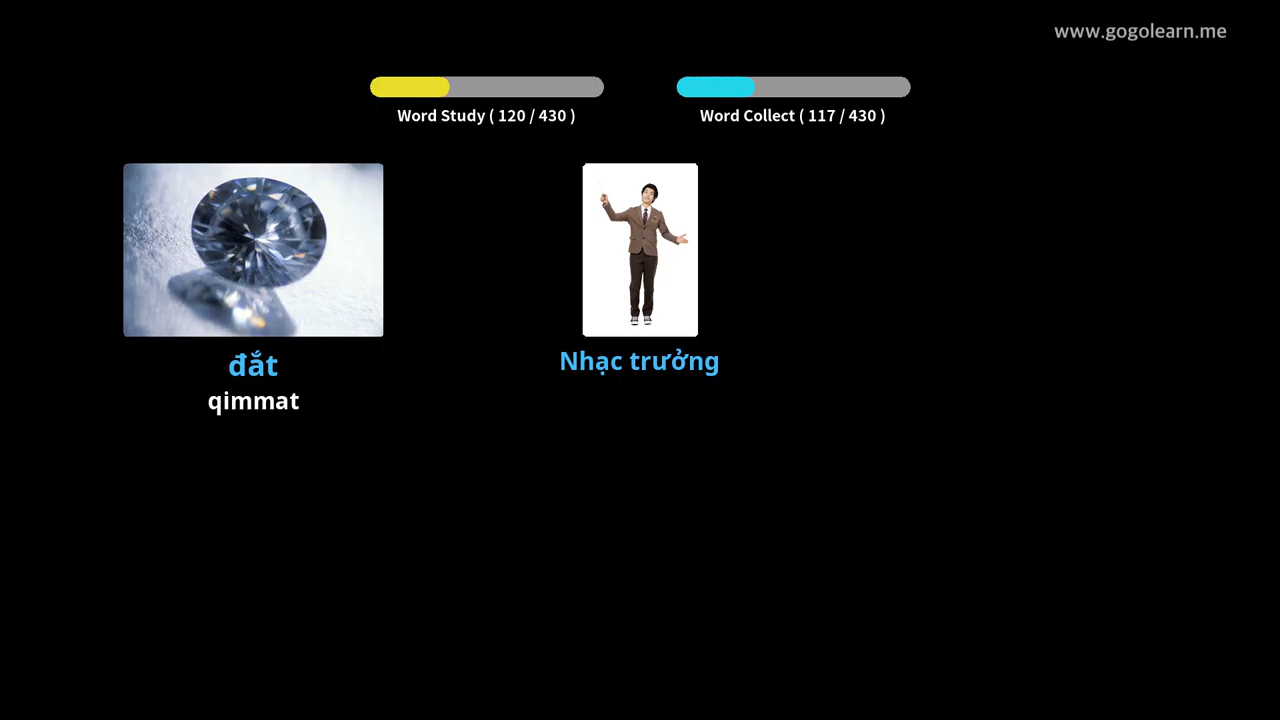 www.gogolearn.me
Word Study ( 120 / 430 )
Word Collect ( 117 / 430 )
đắt
qimmat
Nhạc trưởng